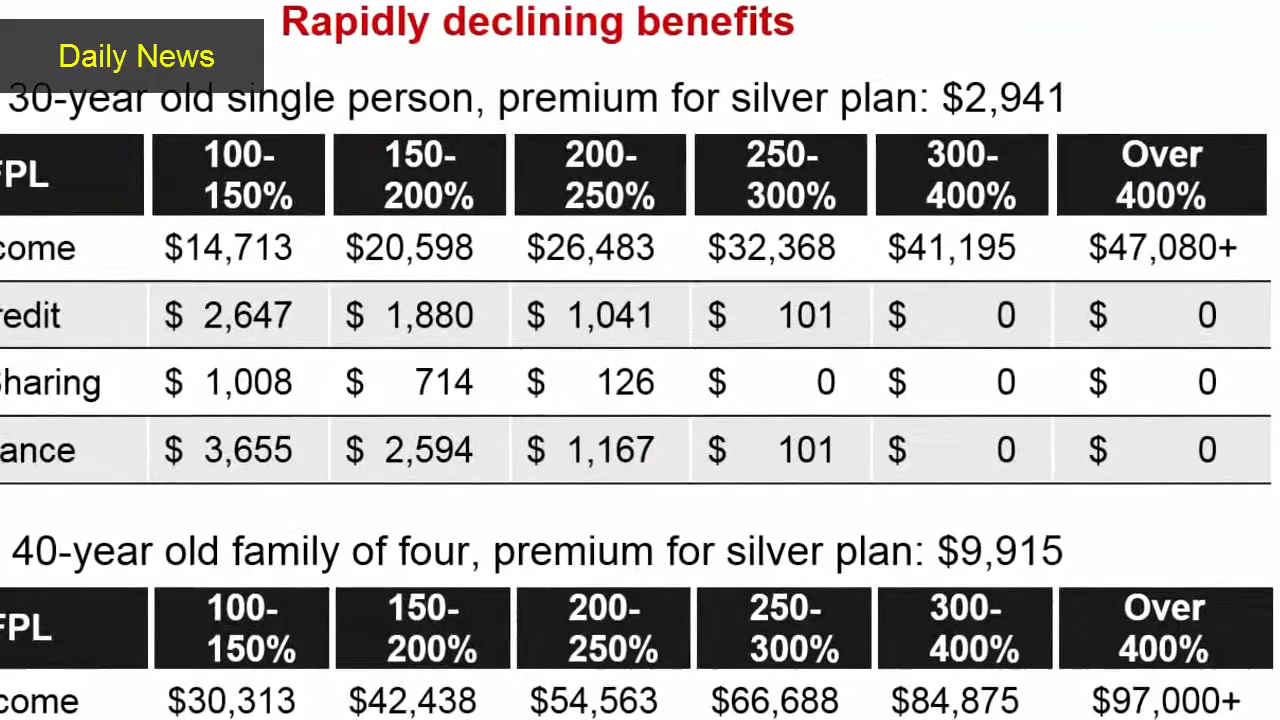 Rapidly declining benefits
Daily News
30-year old single person, premium for silver plan: $2,941
FPL 100-150% 150-200% 200-250% 250-300% 300-400% Over 400%
come $14,713 $20,598 $26,483 $32,368 $41,195 $47,080+
redit $ 2,647 $ 1,880 $ 1,041 $ 101 $ 0 $ 0
Sharing $ 1,008 $ 714 $ 126 $ 0 $ 0 $ 0
ance $ 3,655 $ 2,594 $ 1,167 $ 101 $ 0 $ 0
40-year old family of four, premium for silver plan: $9,915
FPL 100-150% 150-200% 200-250% 250-300% 300-400% Over 400%
come $30,313 $42,438 $54,563 $66,688 $84,875 $97,000+